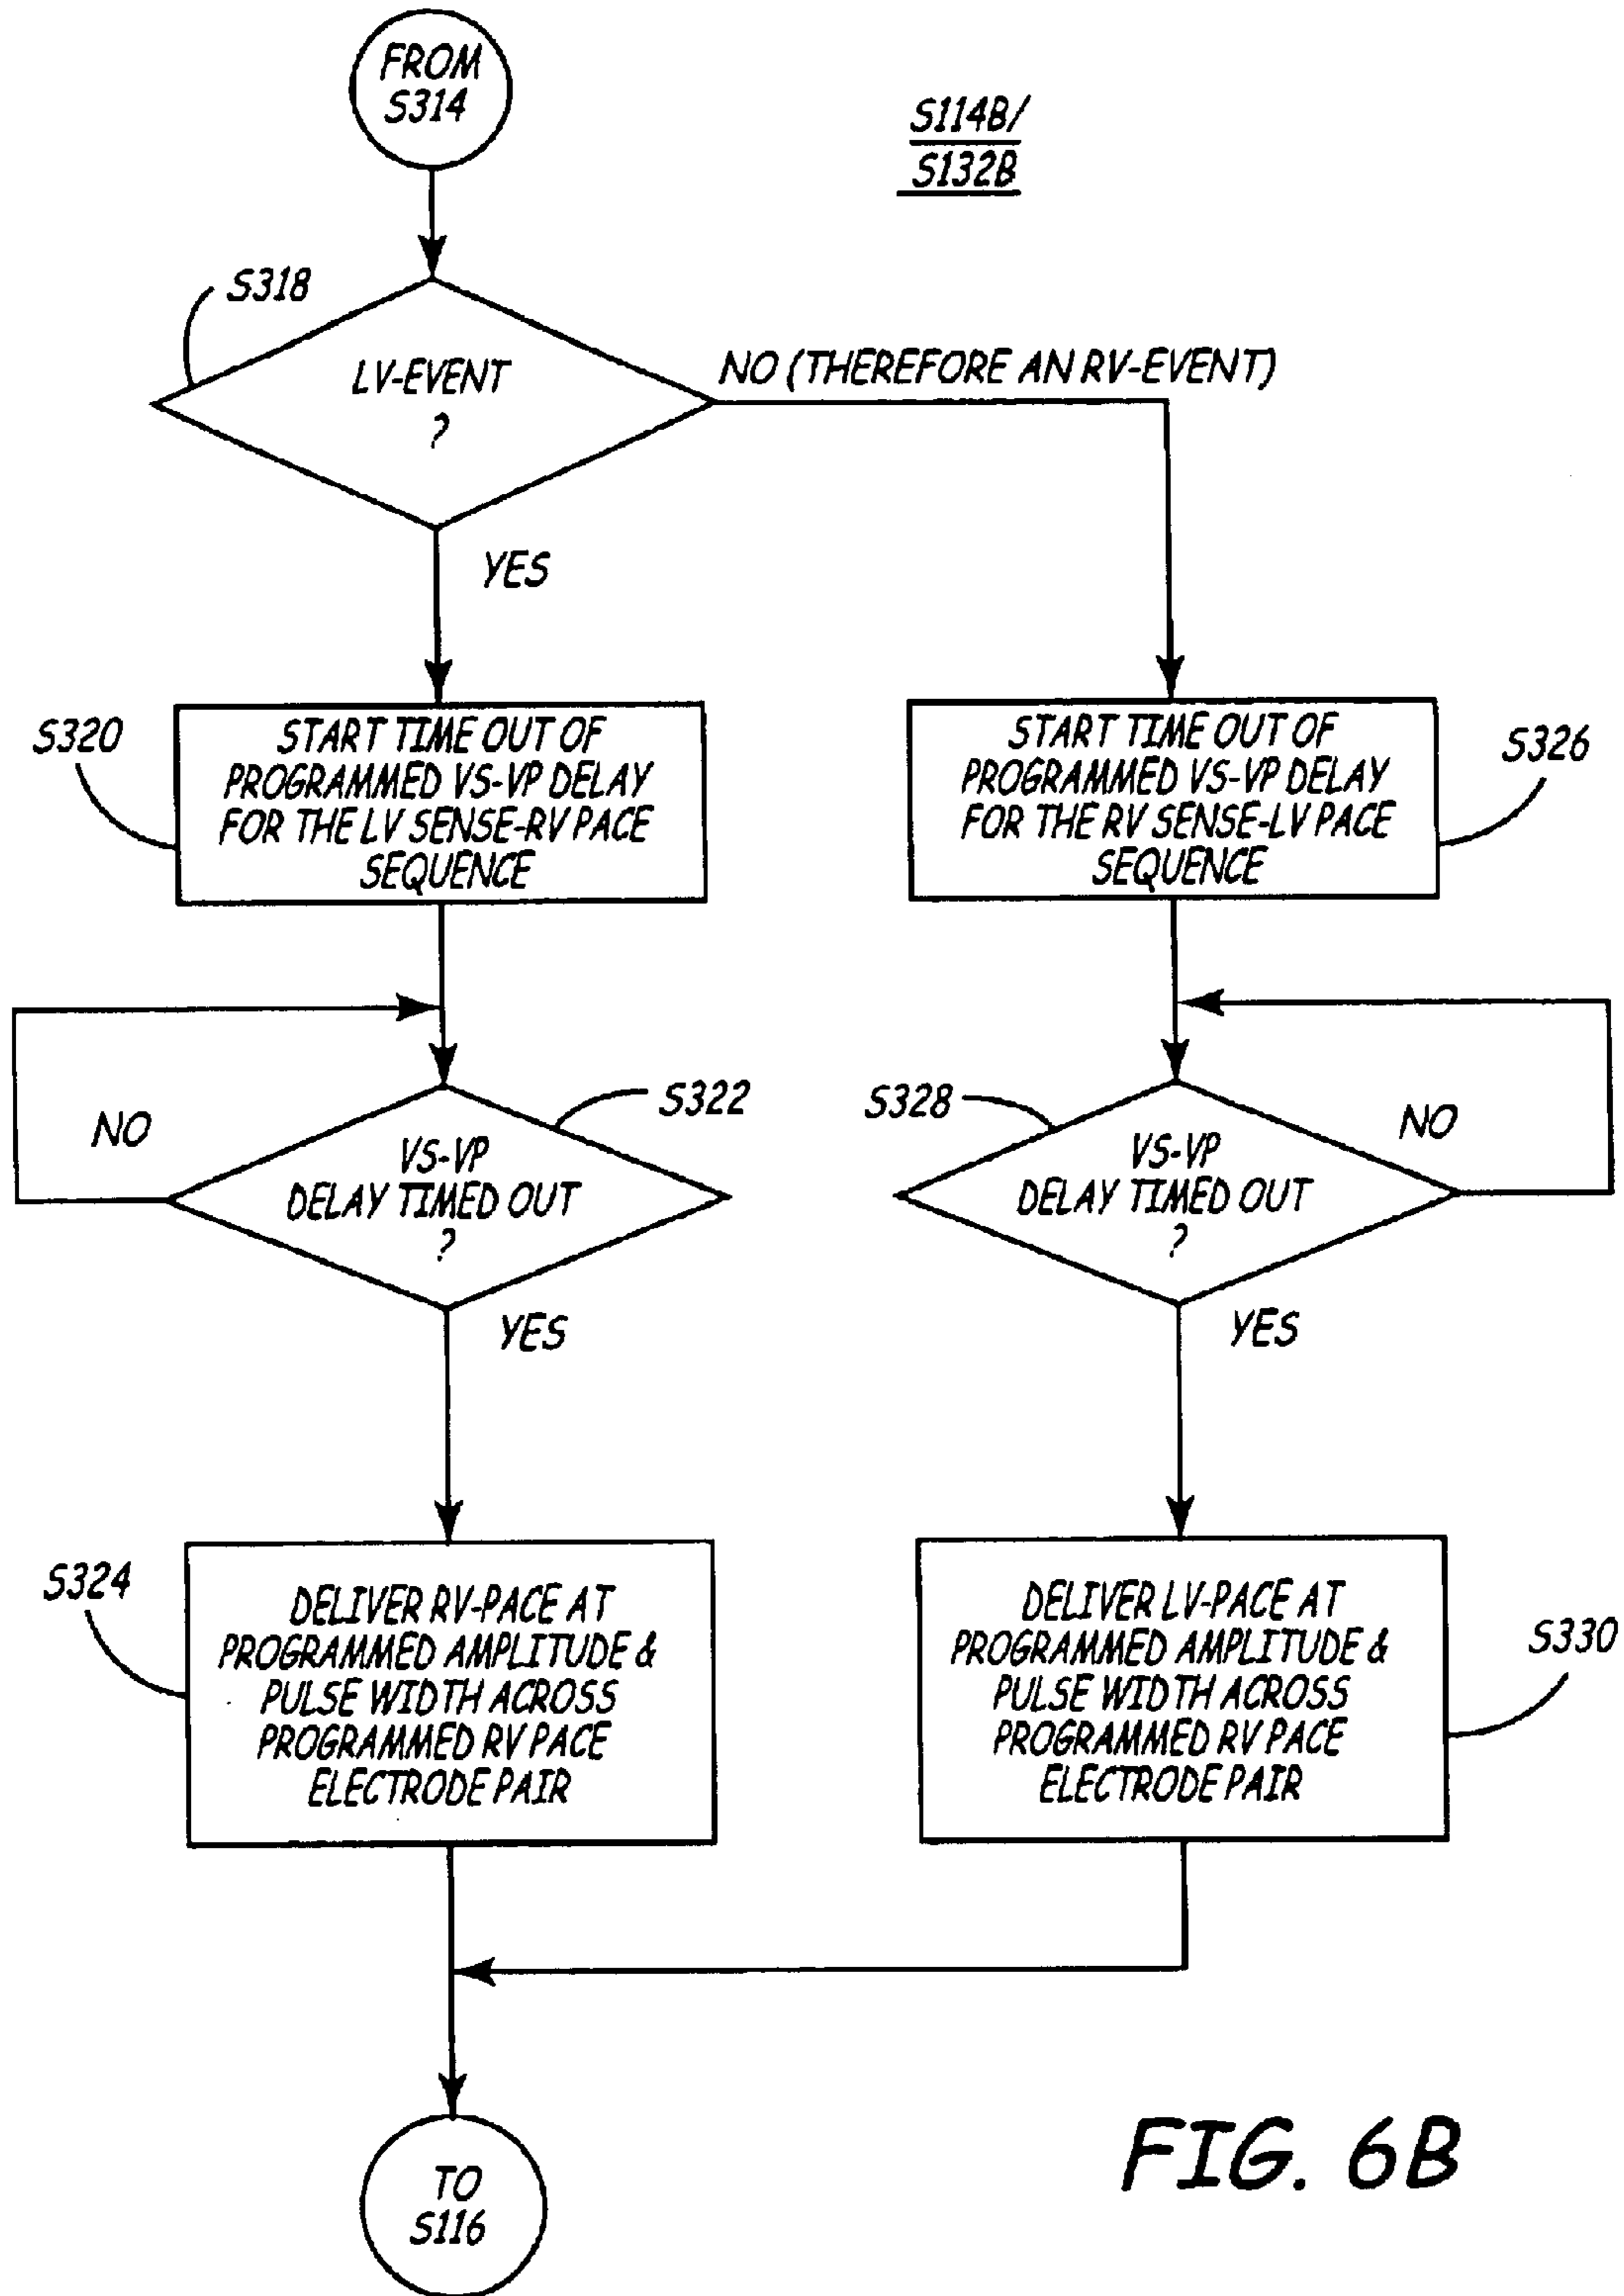 FROM
S314
S114B/
S132B
S318
LV-EVENT
?
NO (THEREFORE AN RV-EVENT)
YES
S320
START TIME OUT OF
PROGRAMMED VS-VP DELAY
FOR THE LV SENSE-RV PACE
SEQUENCE
START TIME OUT OF
PROGRAMMED VS-VP DELAY
FOR THE RV SENSE-LV PACE
SEQUENCE
S326
NO
VS-VP
DELAY TIMED OUT
?
S322
YES
S328
VS-VP
DELAY TIMED OUT
?
NO
YES
S324
DELIVER RV-PACE AT
PROGRAMMED AMPLITUDE &
PULSE WIDTH ACROSS
PROGRAMMED RV PACE
ELECTRODE PAIR
DELIVER LV-PACE AT
PROGRAMMED AMPLITUDE &
PULSE WIDTH ACROSS
PROGRAMMED RV PACE
ELECTRODE PAIR
S330
TO
S116
FIG. 6B